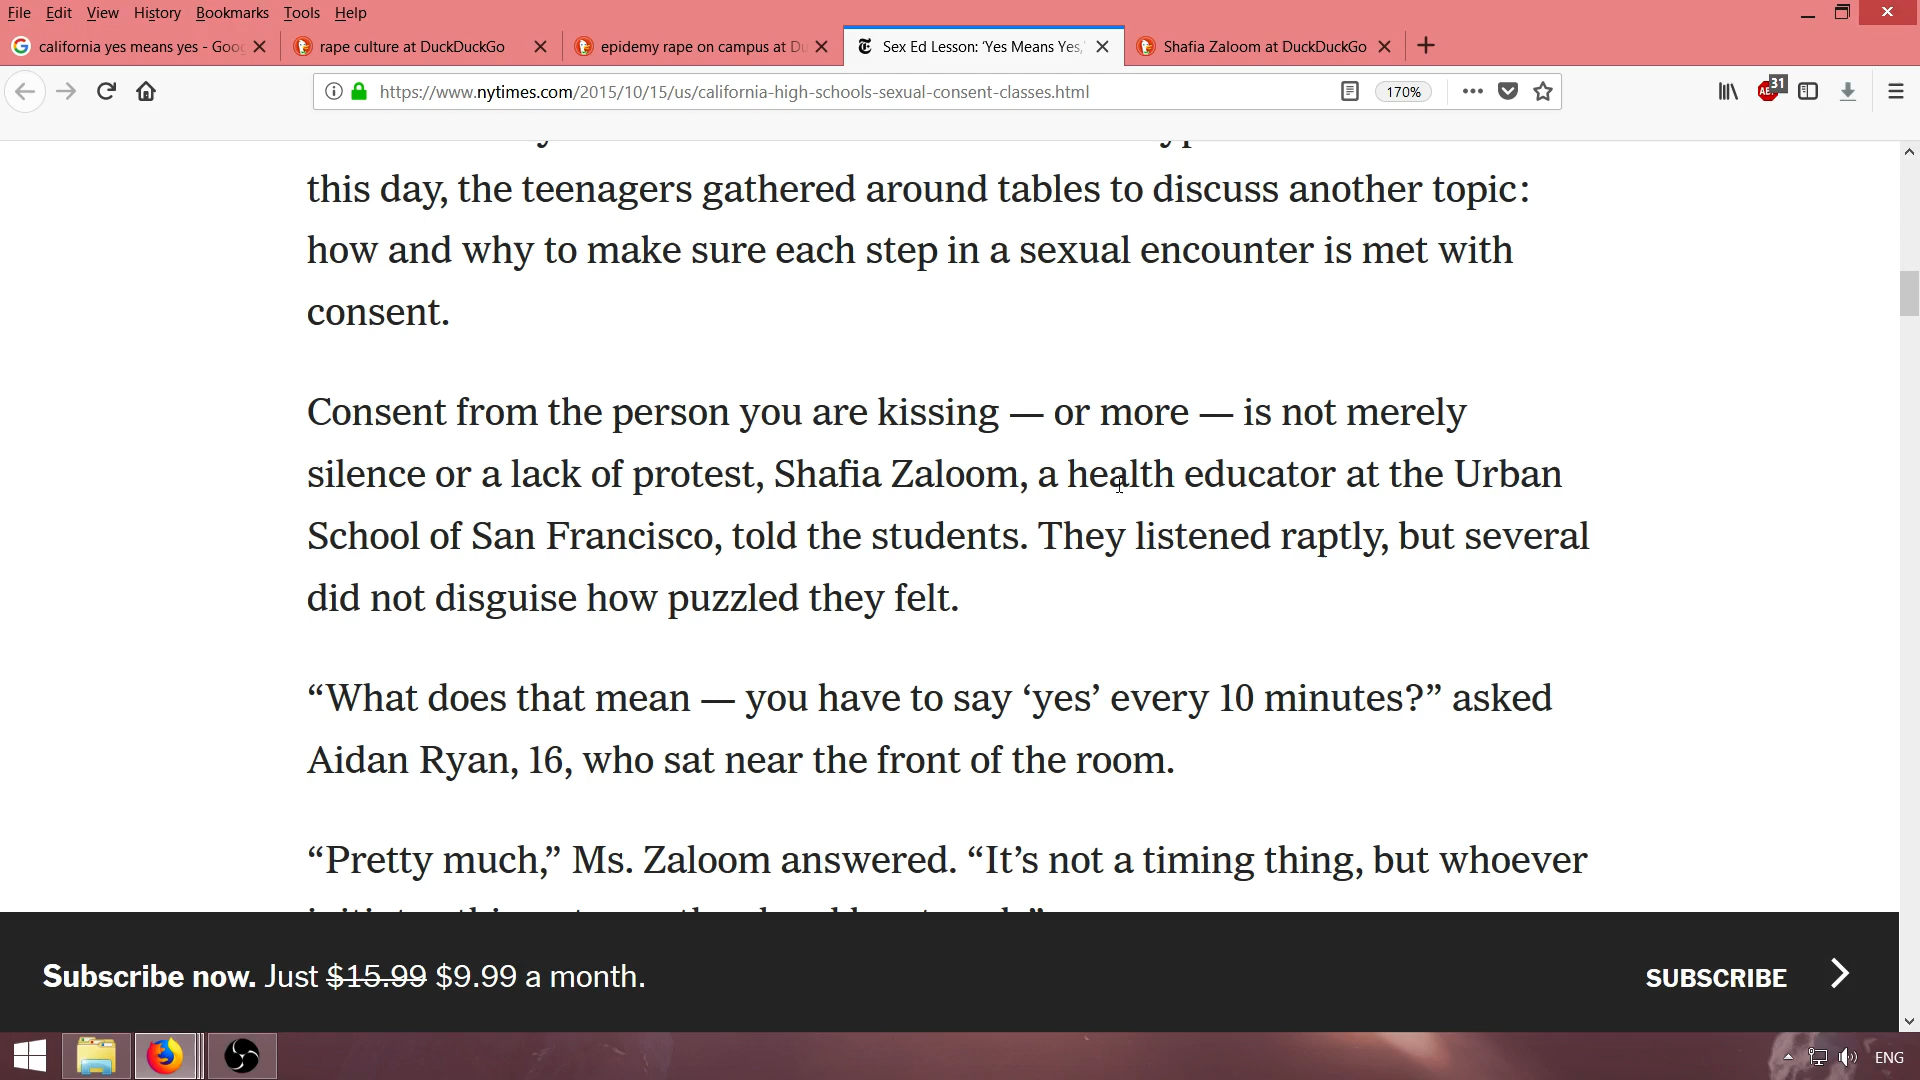 File Edit View History Bookmarks Tools Help
california yes means yes - Goo
rape culture at DuckDuckGo
epidemy rape on campus at Du
Sex Ed Lesson: ‘Yes Means Yes,’
Shafia Zaloom at DuckDuckGo
https://www.nytimes.com/2015/10/15/us/california-high-schools-sexual-consent-classes.html
170%
ABP
31
this day, the teenagers gathered around tables to discuss another topic:
how and why to make sure each step in a sexual encounter is met with
consent.
Consent from the person you are kissing — or more — is not merely
silence or a lack of protest, Shafia Zaloom, a health educator at the Urban
School of San Francisco, told the students. They listened raptly, but several
did not disguise how puzzled they felt.
“What does that mean — you have to say ‘yes’ every 10 minutes?” asked
Aidan Ryan, 16, who sat near the front of the room.
“Pretty much,” Ms. Zaloom answered. “It’s not a timing thing, but whoever
Subscribe now. Just $15.99 $9.99 a month.
SUBSCRIBE
ENG